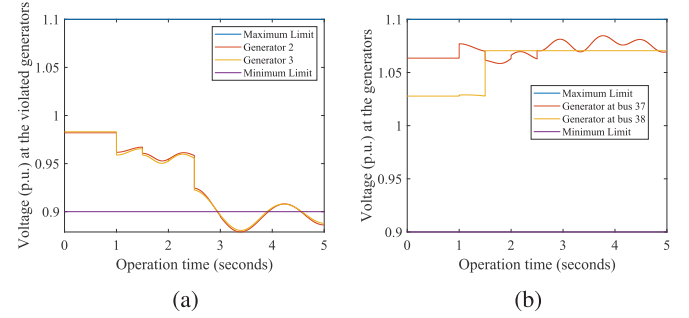 Voltage (p.u.) at the violated generators
1.1
1.05
1
0.95
0.9
Maximum Limit
Generator 2
Generator 3
Minimum Limit
0 1 2 3 4 5
Operation time (seconds)
(a)
Voltage (p.u.) at the generators
1.1
1.05
1
0.95
0.9
Maximum Limit
Generator at bus 37
Generator at bus 38
Minimum Limit
0 1 2 3 4 5
Operation time (seconds)
(b)